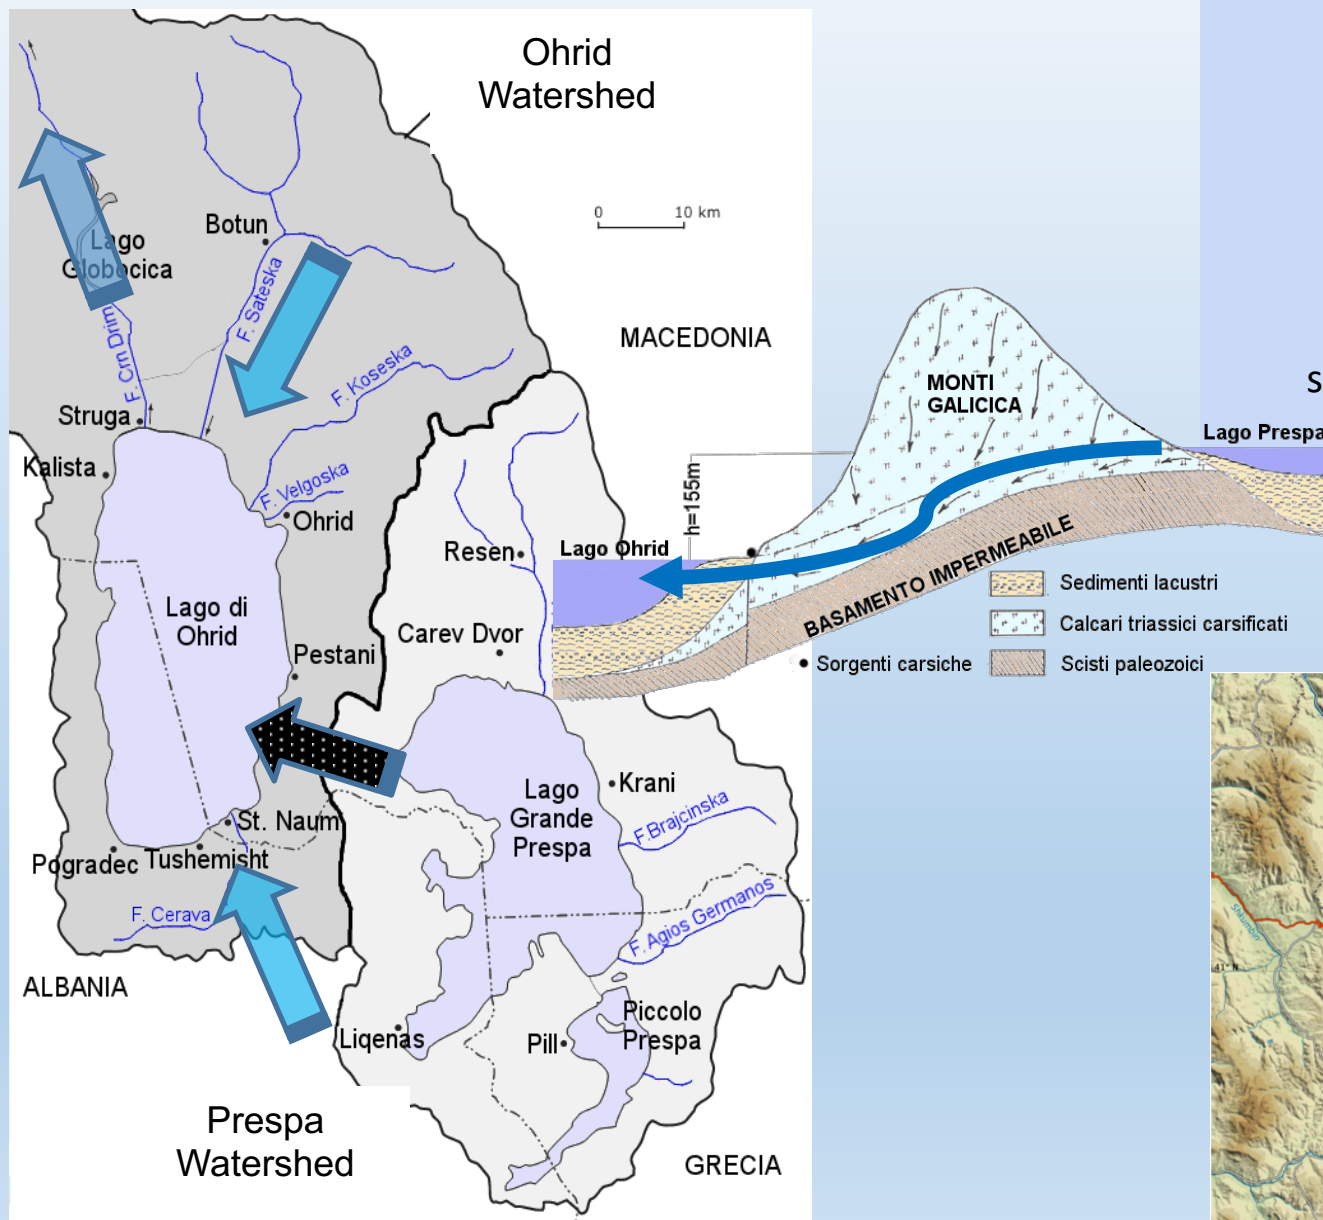 Ohrid
Watershed
0
10 km
Botun
Lago
Globocica
F. Sateska
F. Crn Drim
MACEDONIA
F. Koseska
MONTI
GALICICA
S
Struga
Lago Prespa
Kalista
F. Velgoska
h=155m
Ohrid
Resen
Lago Ohrid
BASAMENTO IMPERMEABILE
Sedimenti lacustri
Lago di
Ohrid
Carev Dvor
Calcari triassici carsificati
Pestani
Sorgenti carsiche
Scisti paleozoici
Lago
Grande
Prespa
Krani
F.Brajcinska
St. Naum
Pogradec
Tushemisht
F. Cerava
F. Agios Germanos
Shkumbin
41° N
ALBANIA
Liqenas
Pill
Piccolo
Prespa
Prespa
Watershed
GRECIA